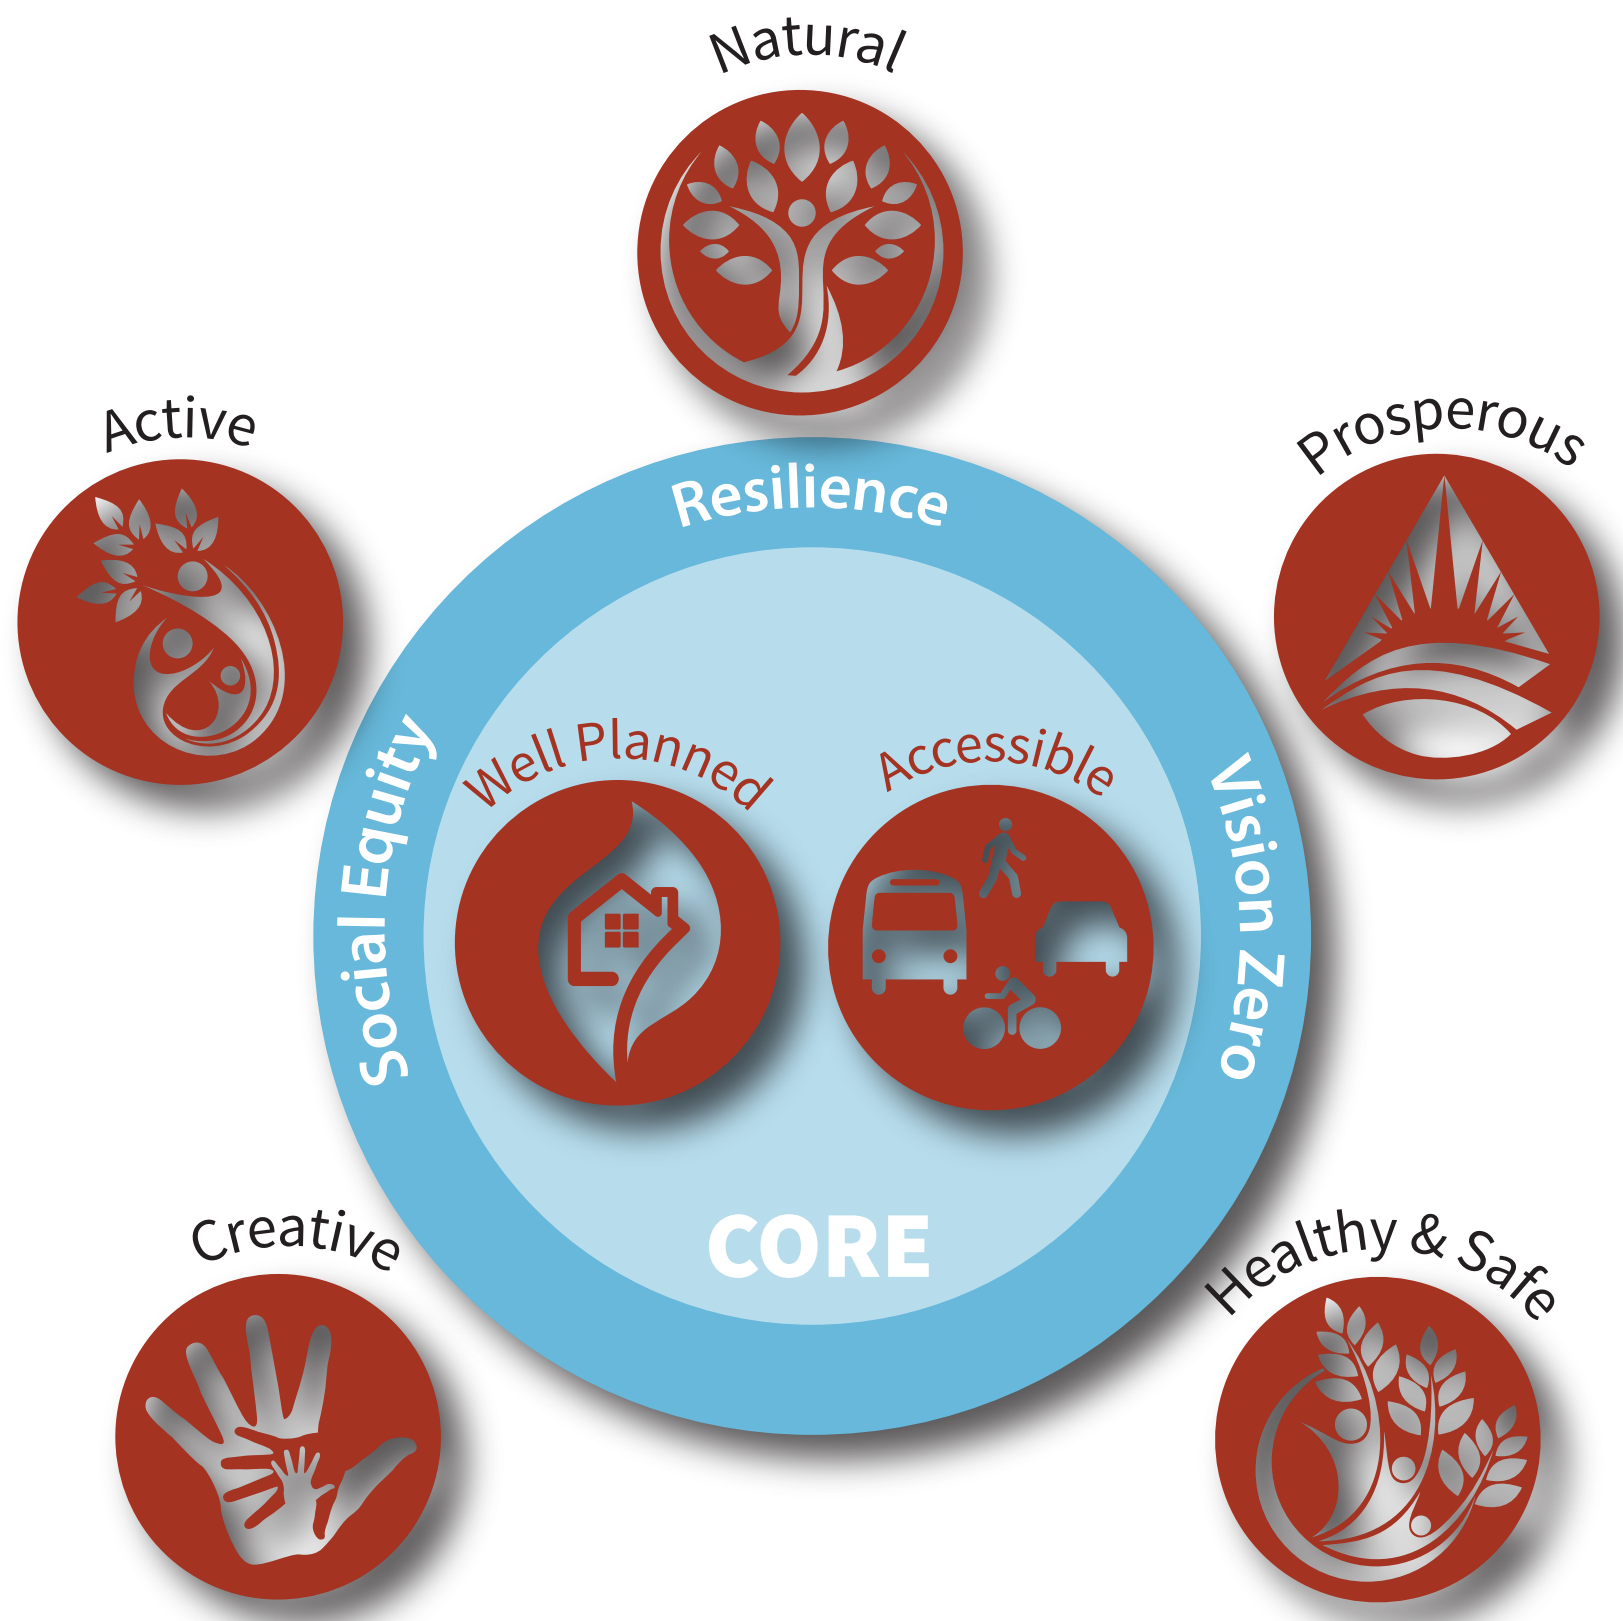 Natural
Active
Prosperous
Resilience
Social Equity
Well Planned
Accessible
Vision Zero
CORE
Creative
Healthy & Safe